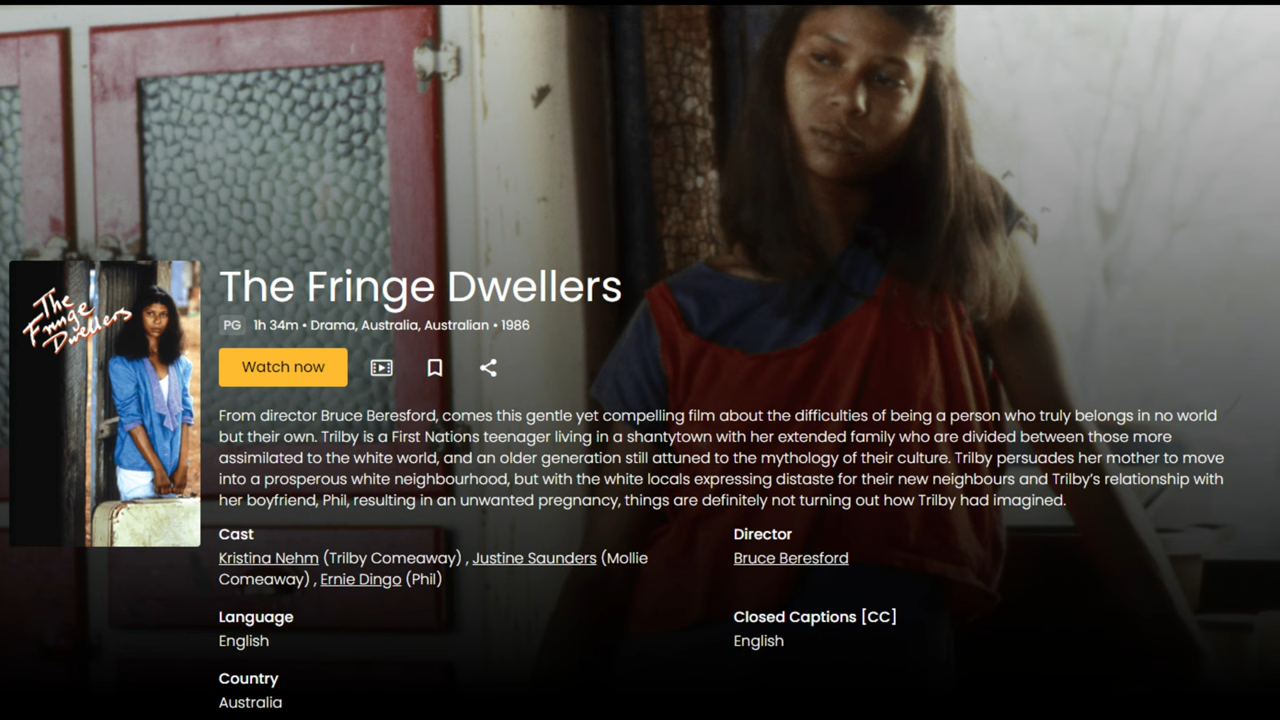 The
Fringe
Dwellers
The Fringe Dwellers
PG 1h 34m • Drama, Australia, Australian • 1986
Watch now
From director Bruce Beresford, comes this gentle yet compelling film about the difficulties of being a person who truly belongs in no world
but their own. Trilby is a First Nations teenager living in a shantytown with her extended family who are divided between those more
assimilated to the white world, and an older generation still attuned to the mythology of their culture. Trilby persuades her mother to move
into a prosperous white neighbourhood, but with the white locals expressing distaste for their new neighbours and Trilby’s relationship with
her boyfriend, Phil, resulting in an unwanted pregnancy, things are definitely not turning out how Trilby had imagined.
Cast
Kristina Nehm (Trilby Comeaway) , Justine Saunders (Mollie
Comeaway) , Ernie Dingo (Phil)
Director
Bruce Beresford
Language
English
Closed Captions [CC]
English
Country
Australia